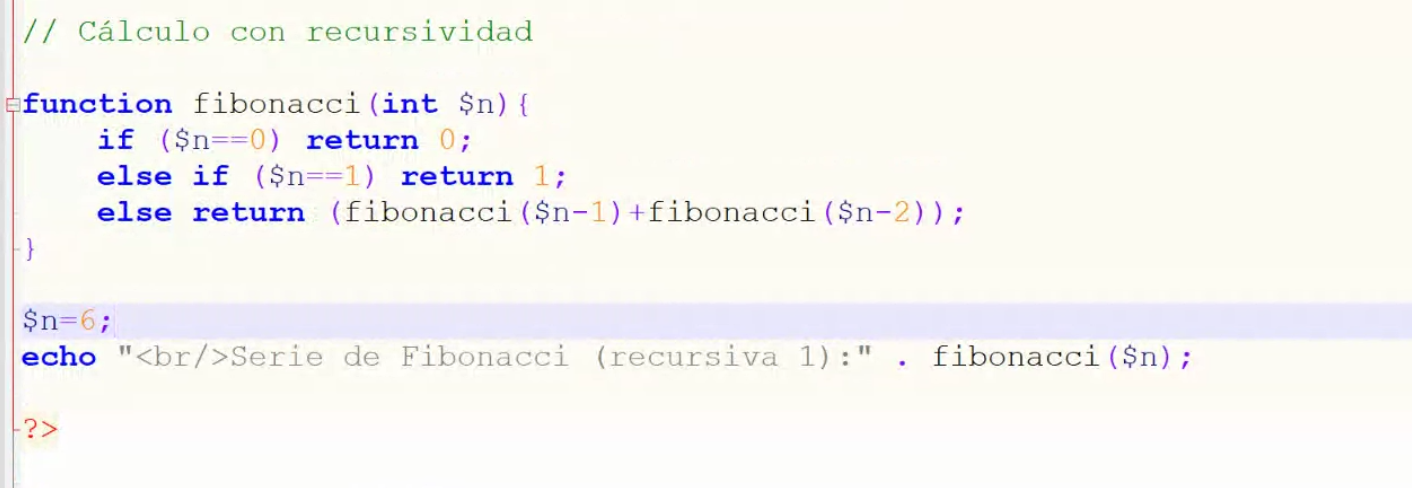 // Cálculo con recursividad
function fibonacci(int $n){
if ($n==0) return 0;
else if ($n==1) return 1;
else return (fibonacci($n-1)+fibonacci($n-2));
}
$n=6;
echo "<br/>Serie de Fibonacci (recursiva 1):" . fibonacci($n);
?>